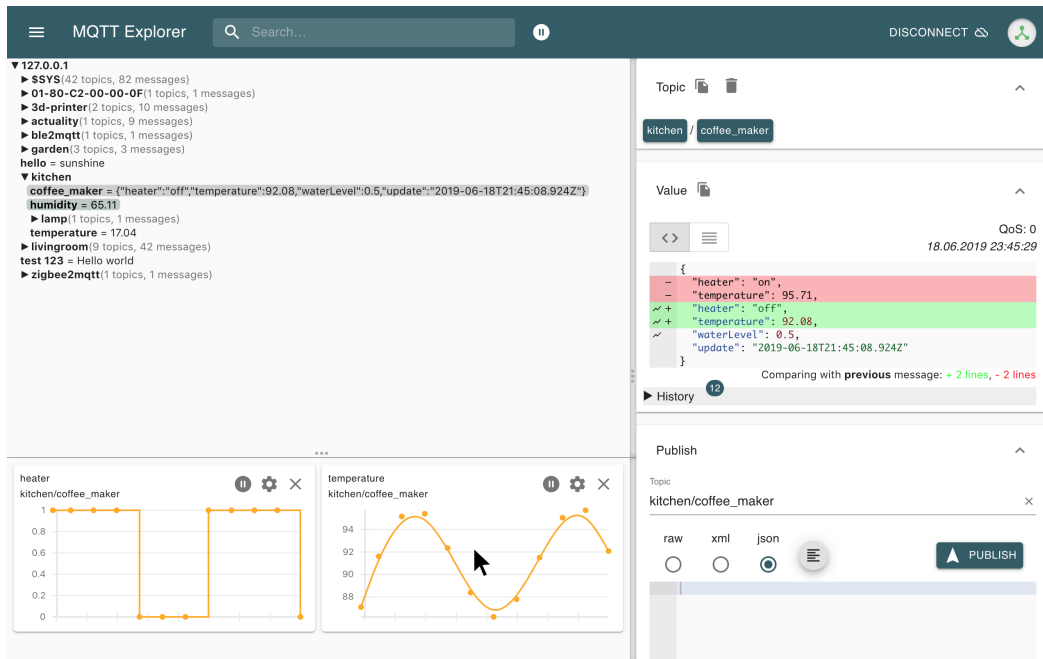 MQTT Explorer
Search...
DISCONNECT
▼ 127.0.0.1
▶ $SYS(42 topics, 82 messages)
▶ 01-80-C2-00-00-0F(1 topics, 1 messages)
▶ 3d-printer(2 topics, 10 messages)
▶ actuality(1 topics, 9 messages)
▶ ble2mqtt(1 topics, 1 messages)
▶ garden(3 topics, 3 messages)
hello = sunshine
▼ kitchen
coffee_maker = {"heater":"off","temperature":92.08,"waterLevel":0.5,"update":"2019-06-18T21:45:08.924Z"}
humidity = 65.11
▶ lamp(1 topics, 1 messages)
temperature = 17.04
▶ livingroom(9 topics, 42 messages)
test 123 = Hello world
▶ zigbee2mqtt(1 topics, 1 messages)
heater
kitchen/coffee_maker
1
0.8
0.6
0.4
0.2
0
temperature
kitchen/coffee_maker
94
92
90
88
Topic
kitchen / coffee_maker
Value
QoS: 0
18.06.2019 23:45:29
{
- "heater": "on",
- "temperature": 95.71,
+ "heater": "off",
+ "temperature": 92.08,
"waterLevel": 0.5,
"update": "2019-06-18T21:45:08.924Z"
}
Comparing with previous message: + 2 lines, - 2 lines
▶ History 12
Publish
Topic
kitchen/coffee_maker
raw xml json
PUBLISH